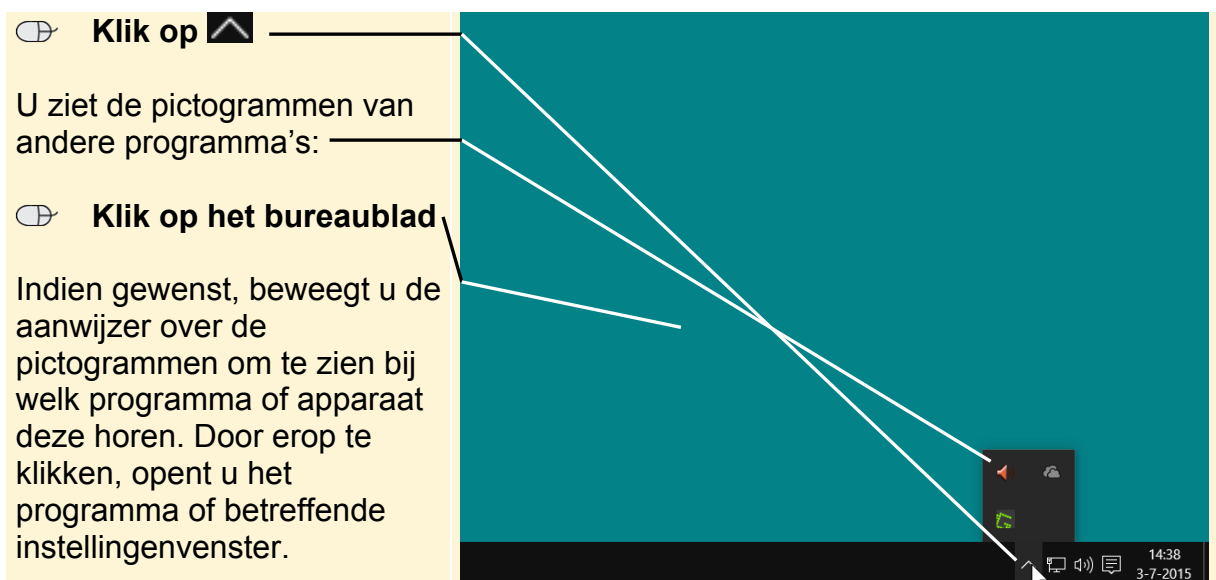 Klik op
U ziet de pictogrammen van
andere programma's:
Klik op het bureaublad
Indien gewenst, beweegt u de
aanwijzer over de
pictogrammen om te zien bij
welk programma of apparaat
deze horen. Door erop te
klikken, opent u het
programma of betreffende
instellingenvenster.
14:38
3-7-2015